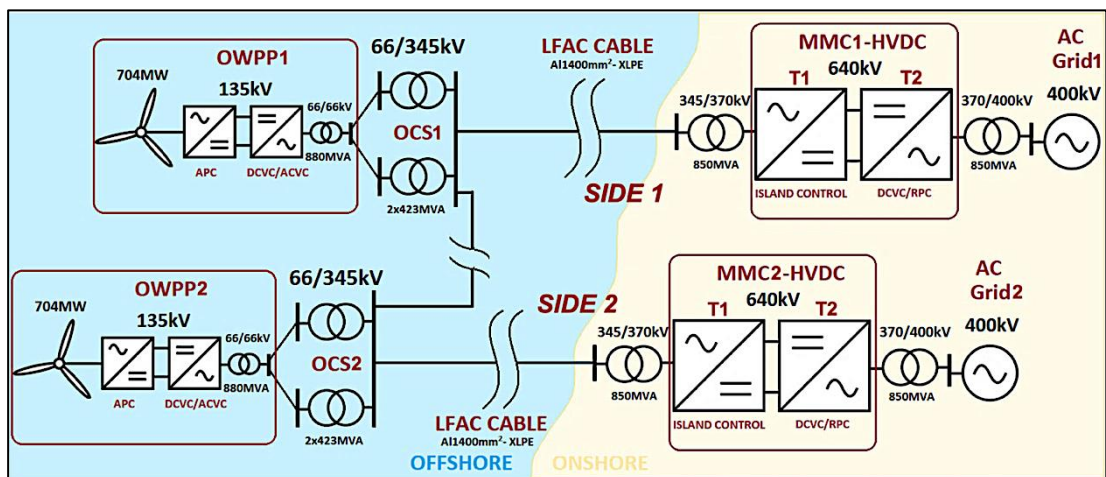 OWPP1
704MW
135kV
66/66kV
880MVA
APC
DCVC/ACVC
66/345kV
OCS1
2x423MVA
LFAC CABLE
Al1400mm²- XLPE
SIDE 1
345/370kV
850MVA
MMC1-HVDC
640kV
T1
T2
ISLAND CONTROL
DCVC/RPC
370/400kV
850MVA
AC
Grid1
400kV
OWPP2
704MW
135kV
66/66kV
880MVA
APC
DCVC/ACVC
66/345kV
OCS2
2x423MVA
SIDE 2
LFAC CABLE
Al1400mm²- XLPE
345/370kV
850MVA
MMC2-HVDC
640kV
T1
T2
ISLAND CONTROL
DCVC/RPC
370/400kV
850MVA
AC
Grid2
400kV
OFFSHORE
ONSHORE